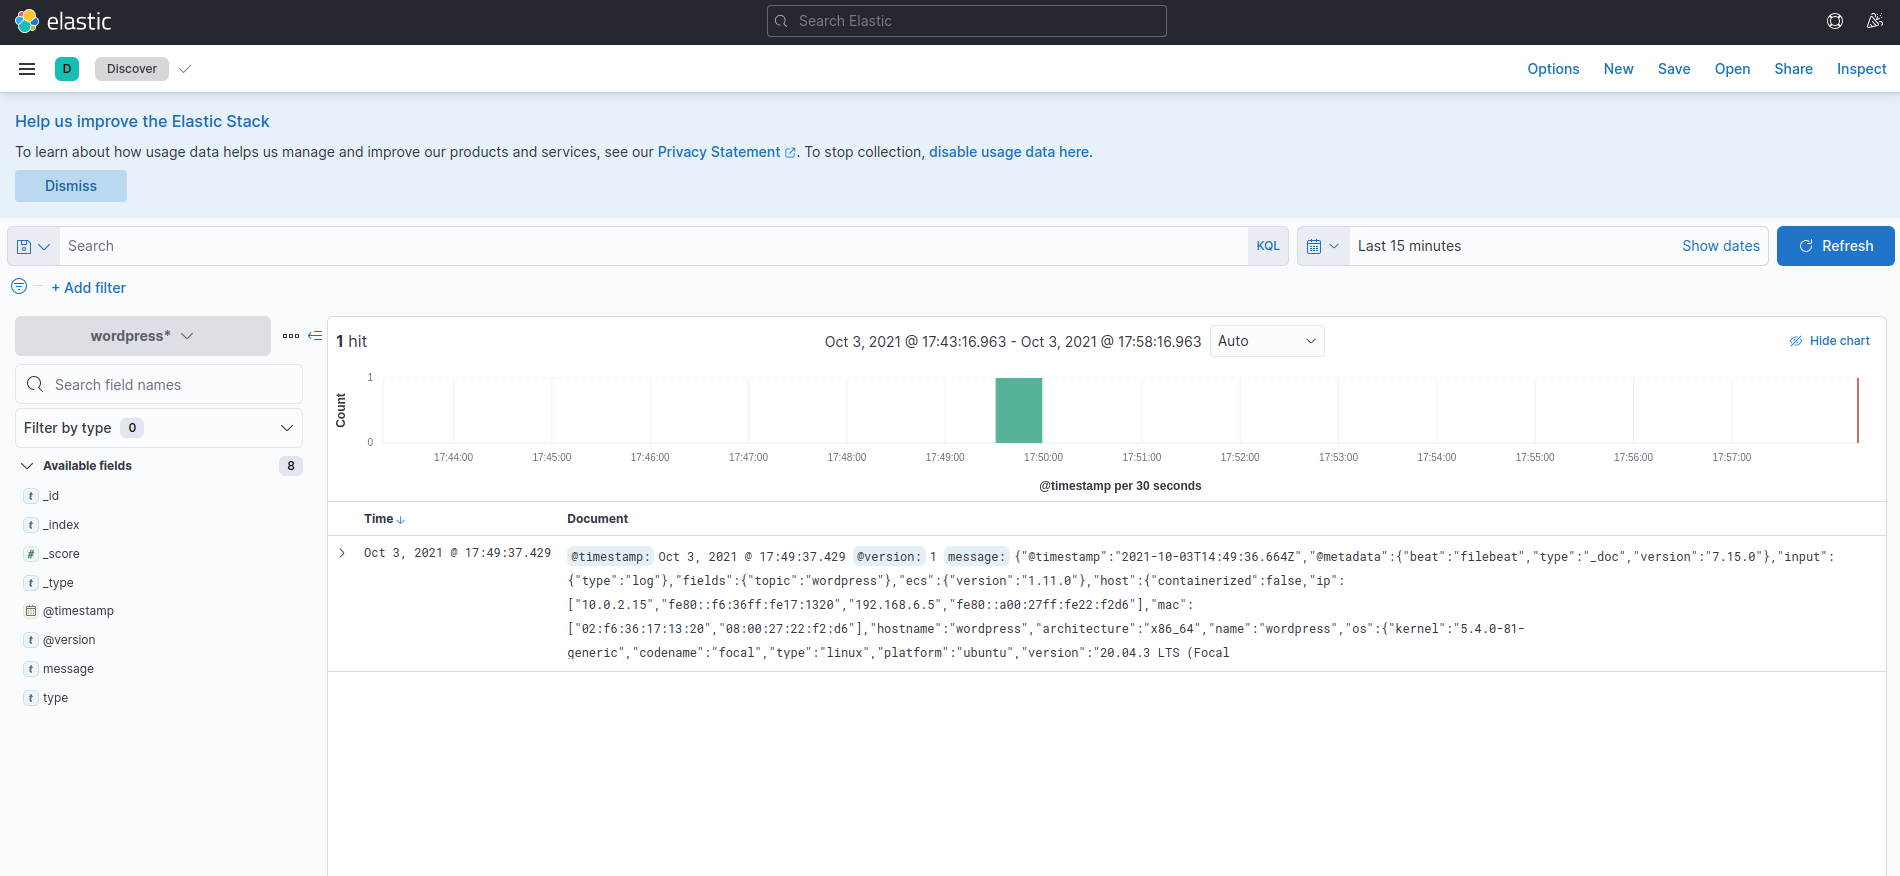 elastic
Search Elastic
D
Discover
Options New Save Open Share Inspect
Help us improve the Elastic Stack
To learn about how usage data helps us manage and improve our products and services, see our Privacy Statement. To stop collection, disable usage data here.
Dismiss
Search
KQL
Last 15 minutes
Show dates
Refresh
+ Add filter
wordpress*
Search field names
Filter by type 0
Available fields 8
t _id
t _index
# _score
t _type
@timestamp
t @version
t message
t type
1 hit
Oct 3, 2021 @ 17:43:16.963 - Oct 3, 2021 @ 17:58:16.963
Auto
Hide chart
Count
1
0
17:44:00 17:45:00 17:46:00 17:47:00 17:48:00 17:49:00 17:50:00 17:51:00 17:52:00 17:53:00 17:54:00 17:55:00 17:56:00 17:57:00
@timestamp per 30 seconds
Time Document
Oct 3, 2021 @ 17:49:37.429
@timestamp: Oct 3, 2021 @ 17:49:37.429 @version: 1 message: {"@timestamp":"2021-10-03T14:49:36.664Z","@metadata":{"beat":"filebeat","type":"_doc","version":"7.15.0"},"input":
{"type":"log"},"fields":{"topic":"wordpress"},"ecs":{"version":"1.11.0"},"host":{"containerized":false,"ip":
["10.0.2.15","fe80::f6:36ff:fe17:1320","192.168.6.5","fe80::a00:27ff:fe22:f2d6"],"mac":
["02:f6:36:17:13:20","08:00:27:22:f2:d6"],"hostname":"wordpress","architecture":"x86_64","name":"wordpress","os":{"kernel":"5.4.0-81-
generic","codename":"focal","type":"linux","platform":"ubuntu","version":"20.04.3 LTS (Focal